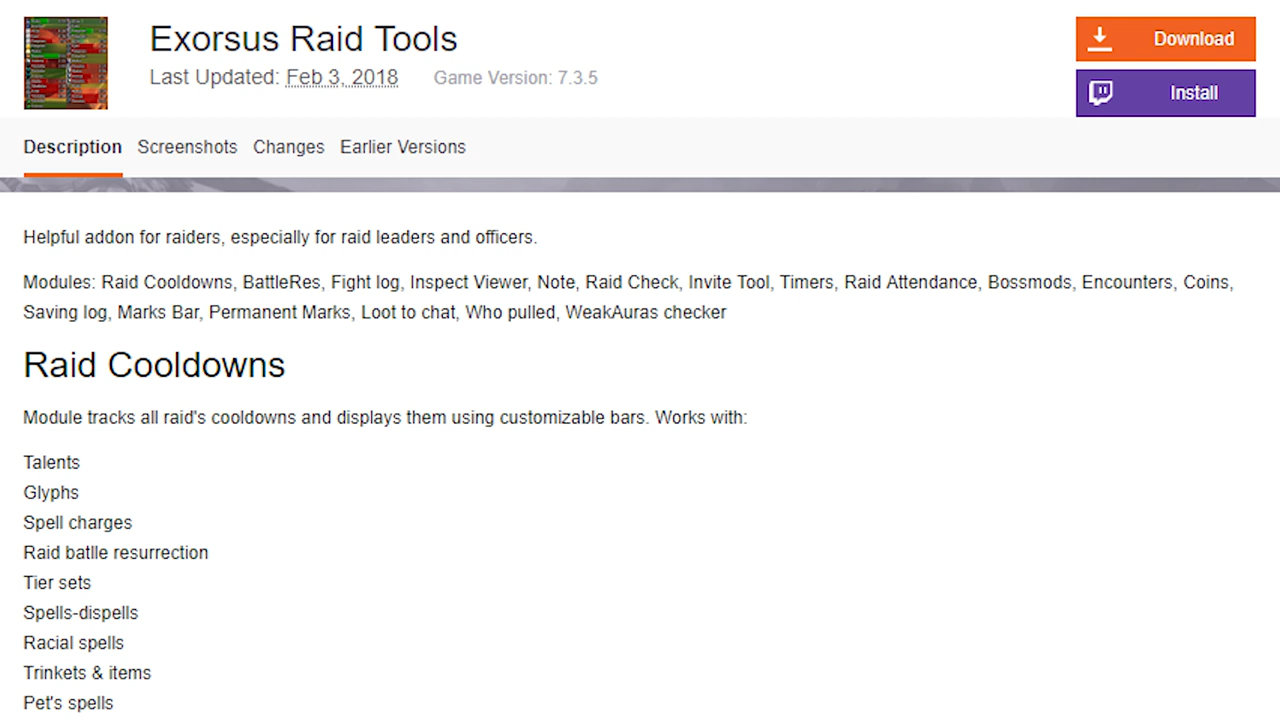 Exorsus Raid Tools
Last Updated: Feb 3, 2018 Game Version: 7.3.5
Download
Install
Description Screenshots Changes Earlier Versions
Helpful addon for raiders, especially for raid leaders and officers.
Modules: Raid Cooldowns, BattleRes, Fight log, Inspect Viewer, Note, Raid Check, Invite Tool, Timers, Raid Attendance, Bossmods, Encounters, Coins,
Saving log, Marks Bar, Permanent Marks, Loot to chat, Who pulled, WeakAuras checker
Raid Cooldowns
Module tracks all raid's cooldowns and displays them using customizable bars. Works with:
Talents
Glyphs
Spell charges
Raid batlle resurrection
Tier sets
Spells-dispells
Racial spells
Trinkets & items
Pet's spells